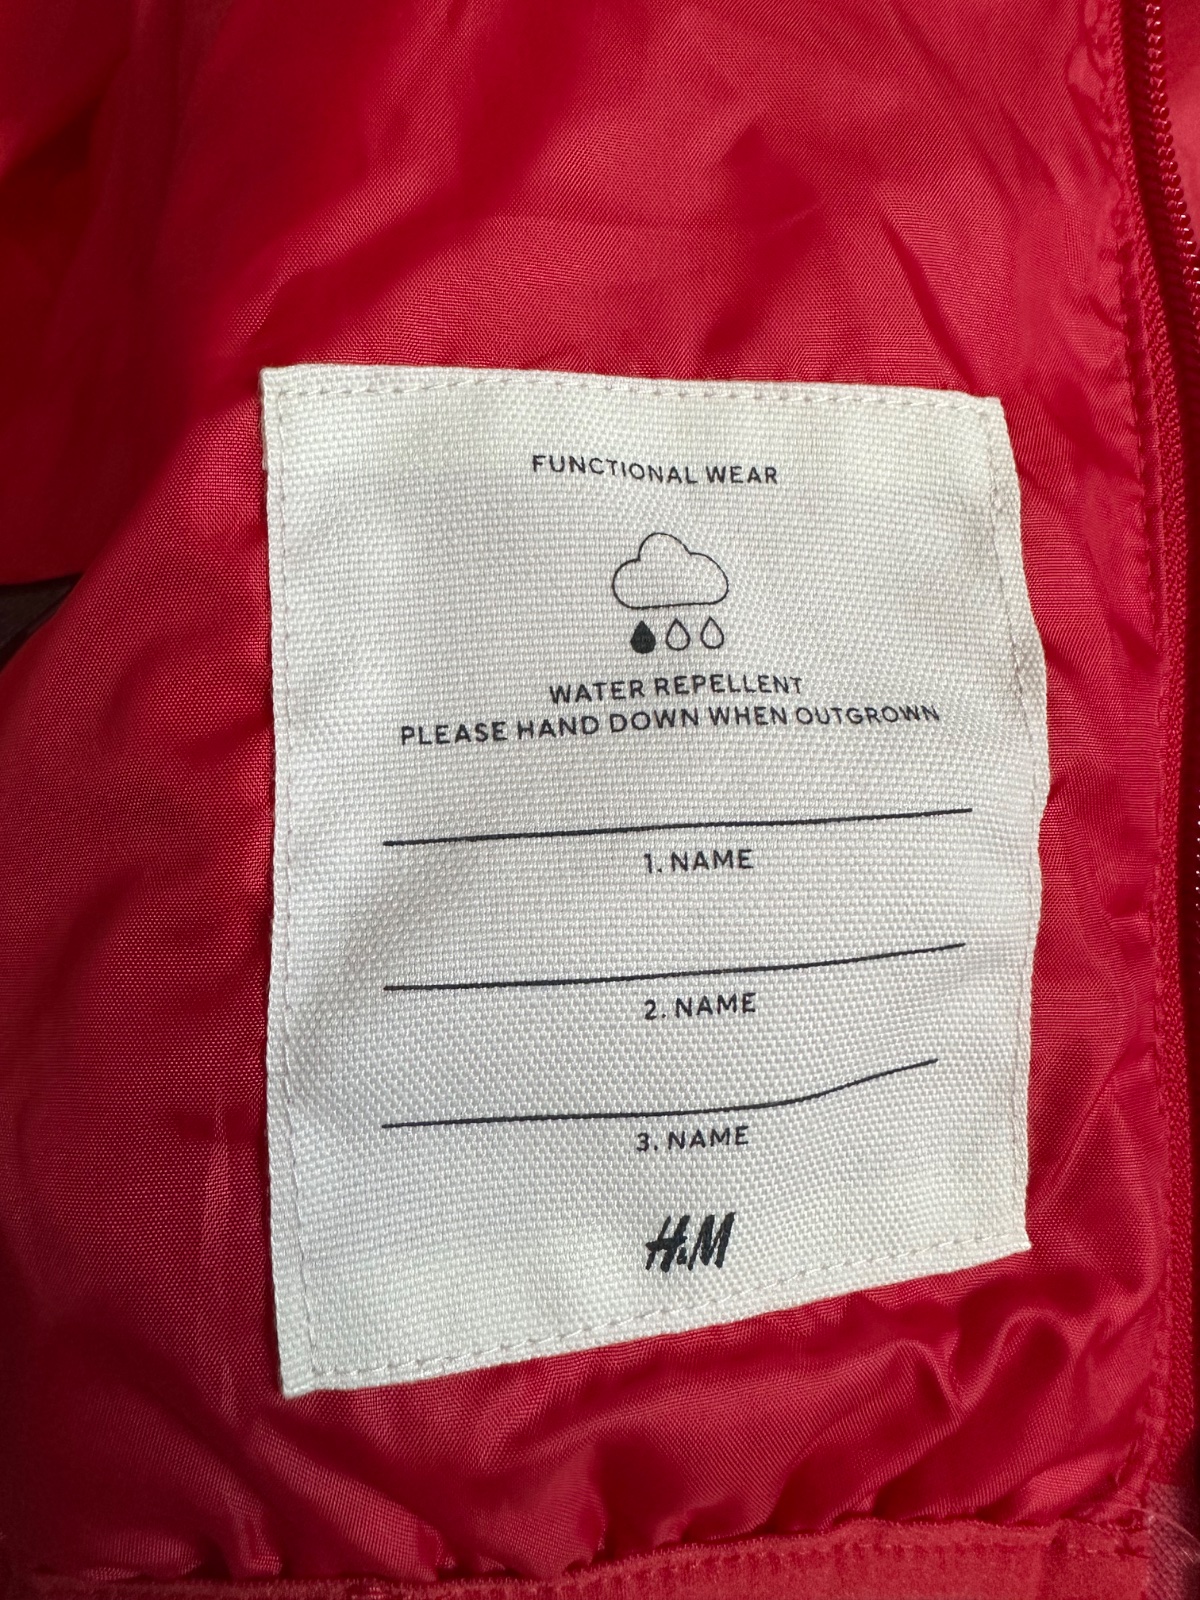 FUNCTIONAL WEAR
WATER REPELLENT
PLEASE HAND DOWN WHEN OUTGROWN
1. NAME
2. NAME
3. NAME
H&M